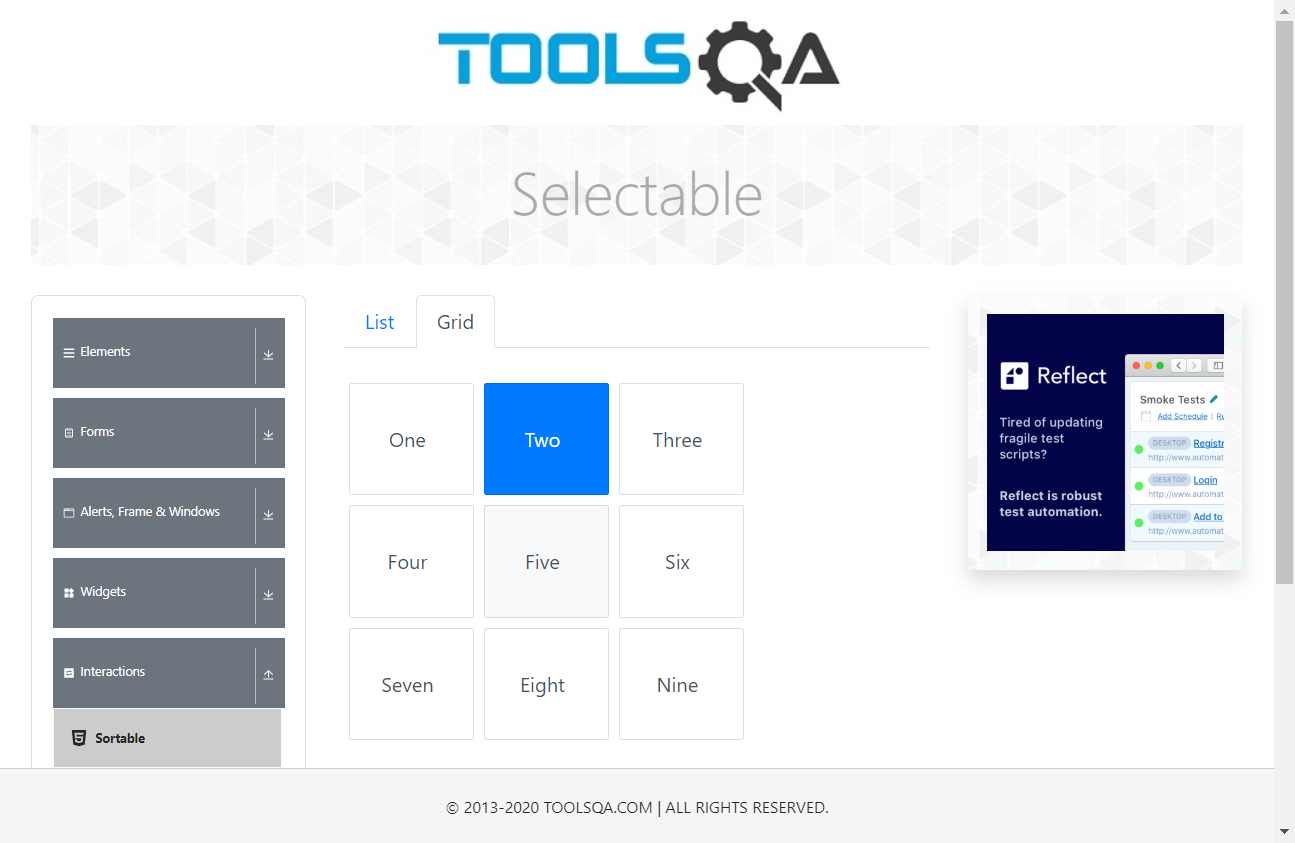 TOOLSQA
Selectable
Elements
Forms
Alerts, Frame & Windows
Widgets
Interactions
Sortable
List
Grid
One
Two
Three
Four
Five
Six
Seven
Eight
Nine
Reflect
Tired of updating
fragile test
scripts?
Reflect is robust
test automation.
Smoke Tests
Add Schedule | Ru
DESKTOP Registr
http://www.automat
DESKTOP Login
http://www.automat
DESKTOP Add to
http://www.automat
© 2013-2020 TOOLSQA.COM | ALL RIGHTS RESERVED.